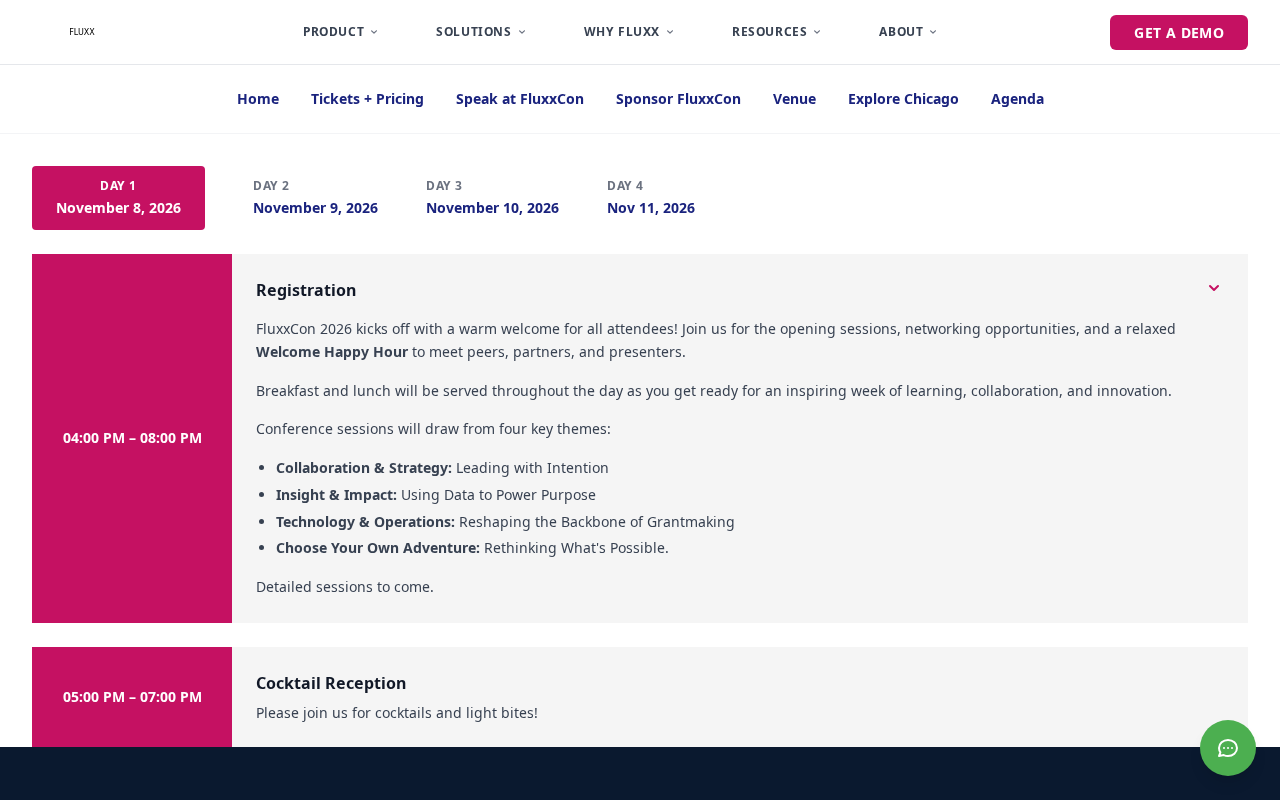 FLUXX
PRODUCT
SOLUTIONS
WHY FLUXX
RESOURCES
ABOUT
GET A DEMO
Home
Tickets + Pricing
Speak at FluxxCon
Sponsor FluxxCon
Venue
Explore Chicago
Agenda
DAY 1
November 8, 2026
DAY 2
November 9, 2026
DAY 3
November 10, 2026
DAY 4
Nov 11, 2026
04:00 PM – 08:00 PM
Registration
FluxxCon 2026 kicks off with a warm welcome for all attendees! Join us for the opening sessions, networking opportunities, and a relaxed
Welcome Happy Hour to meet peers, partners, and presenters.
Breakfast and lunch will be served throughout the day as you get ready for an inspiring week of learning, collaboration, and innovation.
Conference sessions will draw from four key themes:
• Collaboration & Strategy: Leading with Intention
• Insight & Impact: Using Data to Power Purpose
• Technology & Operations: Reshaping the Backbone of Grantmaking
• Choose Your Own Adventure: Rethinking What's Possible.
Detailed sessions to come.
05:00 PM – 07:00 PM
Cocktail Reception
Please join us for cocktails and light bites!